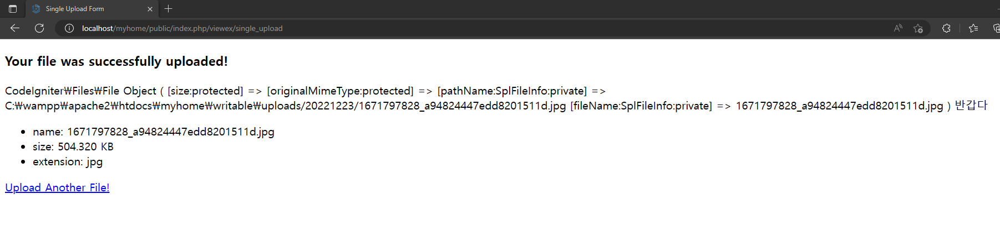 Single Upload Form
localhost/myhome/public/index.php/viewex/single_upload
Your file was successfully uploaded!
CodeIgniter₩Files₩File Object ( [size:protected] => [originalMimeType:protected] => [pathName:SplFileInfo:private] =>
C:₩wampp₩apache2₩htdocs₩myhome₩writable₩uploads/20221223/1671797828_a94824447edd8201511d.jpg [fileName:SplFileInfo:private] => 1671797828_a94824447edd8201511d.jpg ) 반갑다
• name: 1671797828_a94824447edd8201511d.jpg
• size: 504.320 KB
• extension: jpg
Upload Another File!